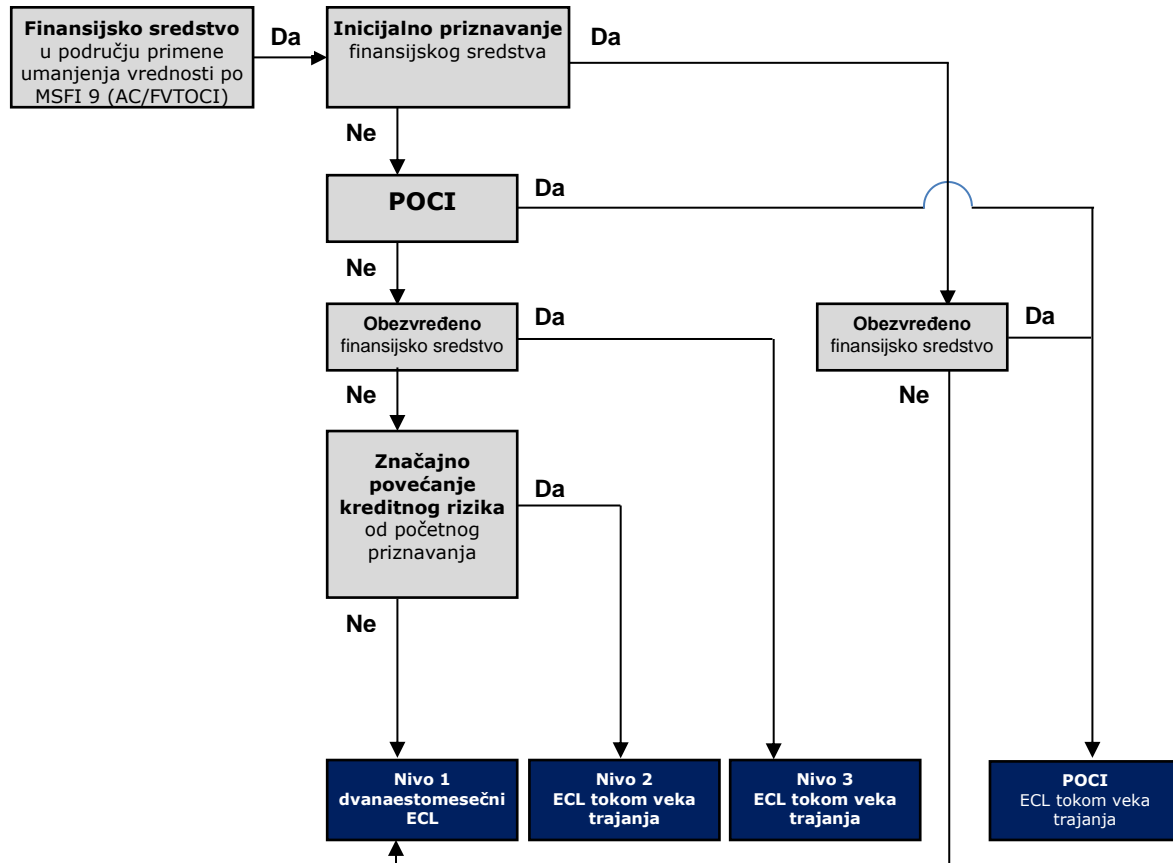 Finansijsko sredstvo
u području primene
umanjenja vrednosti po
MSFI 9 (AC/FVTOCI)
Da
Inicijalno priznavanje
finansijskog sredstva
Da
Ne
POCI
Da
Ne
Obezvređeno
finansijsko sredstvo
Da
Obezvređeno
finansijsko sredstvo
Da
Ne
Ne
Značajno
povećanje
kreditnog rizika
od početnog
priznavanja
Da
Ne
Nivo 1
dvanaestomesečni
ECL
Nivo 2
ECL tokom veka
trajanja
Nivo 3
ECL tokom veka
trajanja
POCI
ECL tokom veka
trajanja